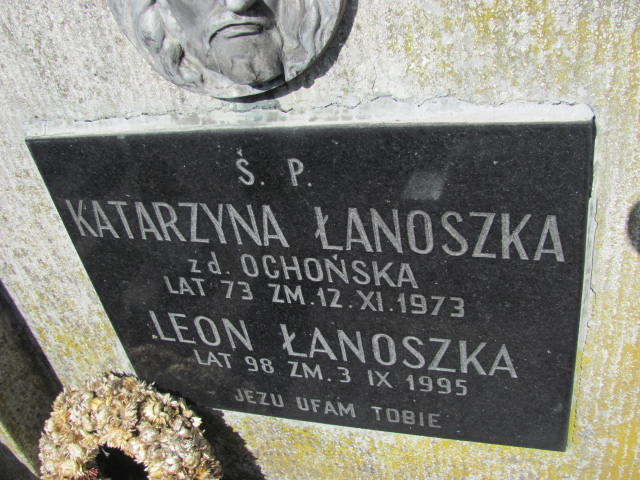 Ś. P.
KATARZYNA ŁANOSZKA
zd. OCHOŃSKA
LAT 73 ZM. 12. XI. 1973
LEON ŁANOSZKA
LAT 98 ZM. 3 IX 1995
JEZU UFAM TOBIE